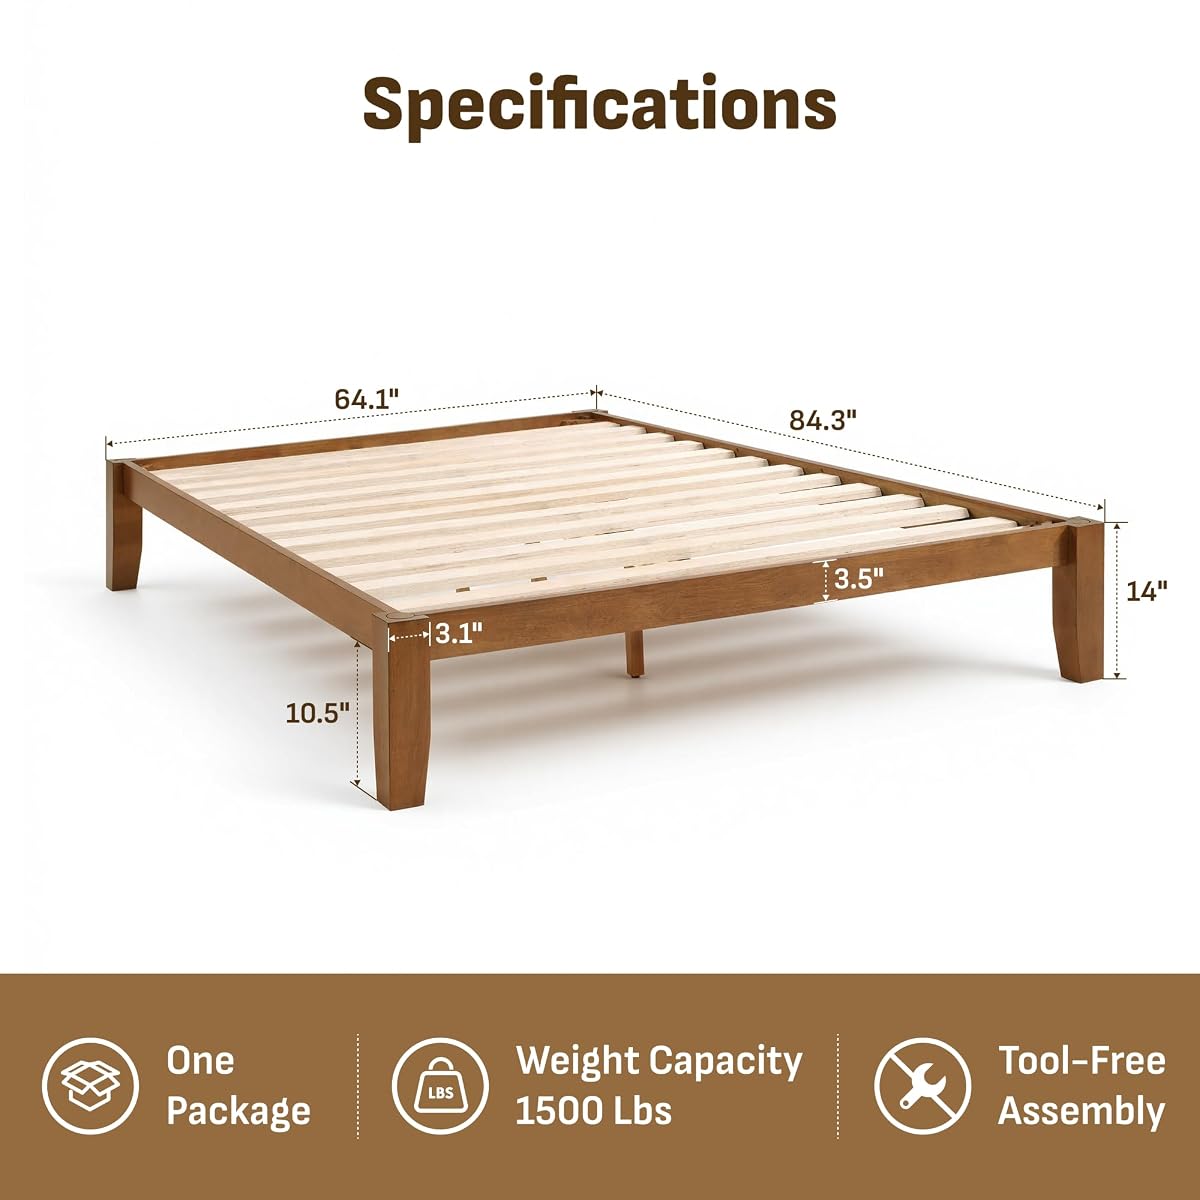 Specifications
64.1"
84.3"
3.5"
14"
3.1"
10.5"
One
Package
LBS
Weight Capacity
1500 Lbs
Tool-Free
Assembly